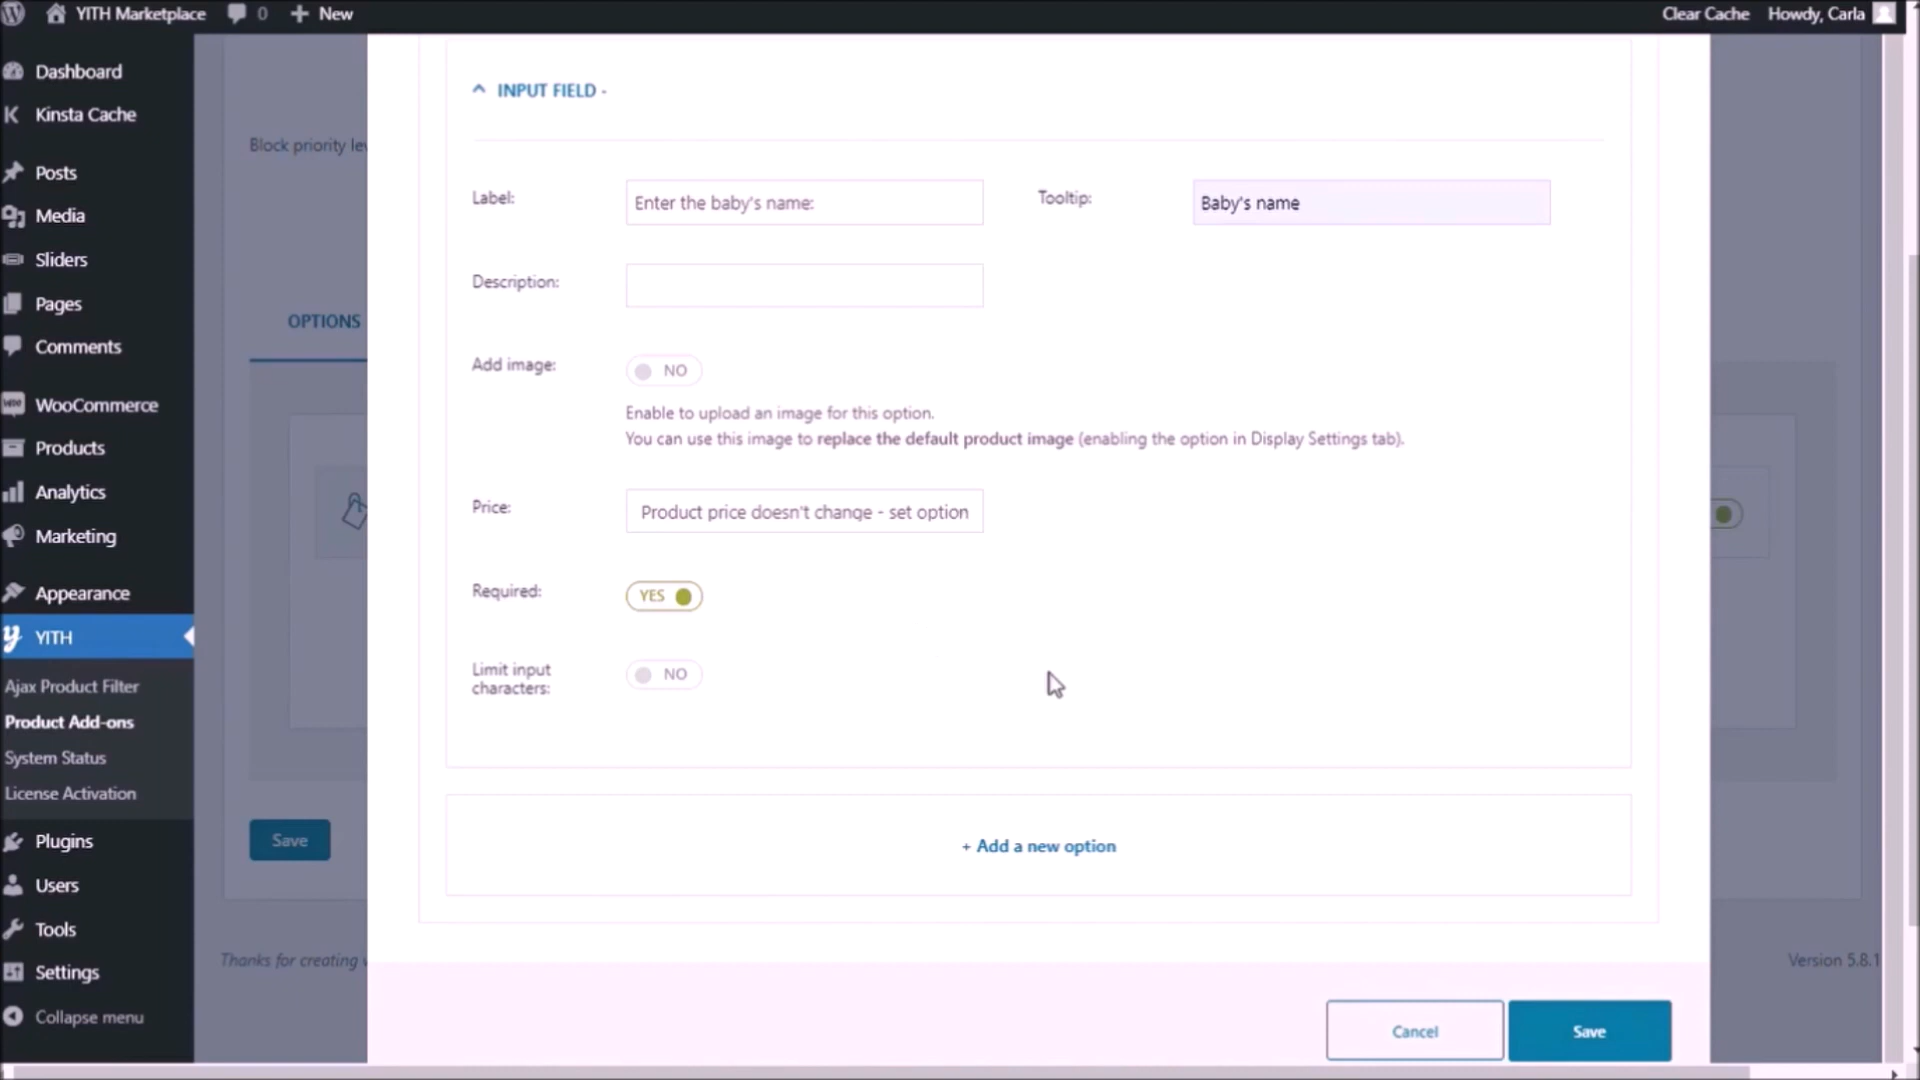 YITH Marketplace
0
New
Clear Cache
Howdy, Carla
Dashboard
Kinsta Cache
Posts
Media
Sliders
Pages
Comments
WooCommerce
Products
Analytics
Marketing
Appearance
YITH
Ajax Product Filter
Product Add-ons
System Status
License Activation
Plugins
Users
Tools
Settings
Collapse menu
Block priority lev
OPTIONS
Save
Thanks for creating
INPUT FIELD -
Label:
Enter the baby's name:
Tooltip:
Baby's name
Description:
Add image:
NO
Enable to upload an image for this option.
You can use this image to replace the default product image (enabling the option in Display Settings tab).
Price:
Product price doesn't change - set option
Required:
YES
Limit input
characters:
NO
+ Add a new option
Version 5.8.1
Cancel
Save